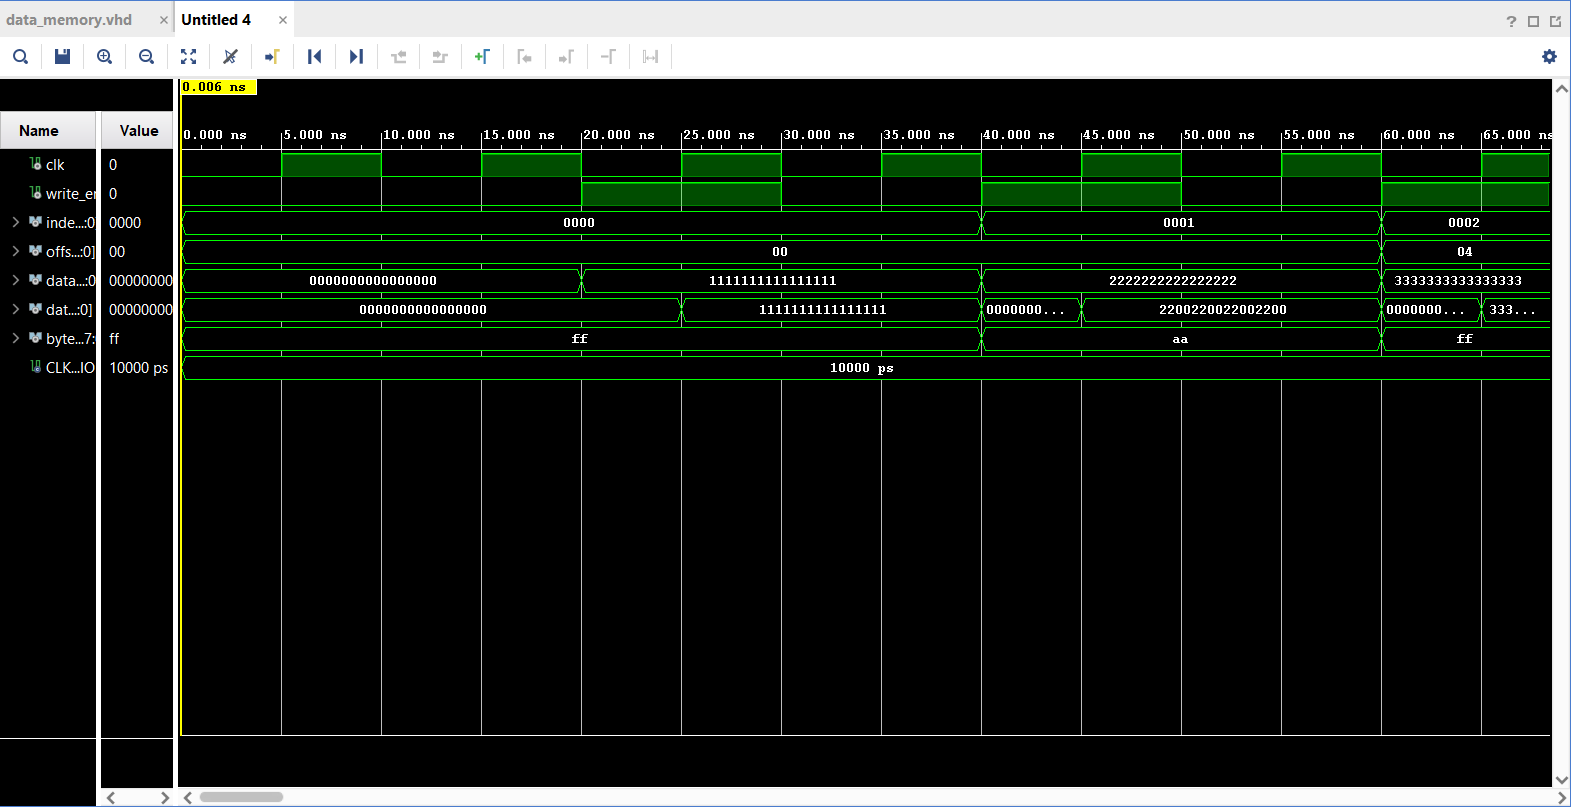 data_memory.vhd × Untitled 4 ×
?
0.006 ns
Name Value
0.000 ns 5.000 ns 10.000 ns 15.000 ns 20.000 ns 25.000 ns 30.000 ns 35.000 ns 40.000 ns 45.000 ns 50.000 ns 55.000 ns 60.000 ns 65.000 ns
clk 0
write_er 0
inde...:0 0000 0000 0001 0002
offs...:0] 00 00 04
data...:0 00000000 0000000000000000 1111111111111111 2222222222222222 3333333333333333
dat...:0] 00000000 0000000000000000 1111111111111111 0000000... 2200220022002200 0000000... 333...
byte...7: ff ff aa ff
CLK...IO 10000 ps 10000 ps